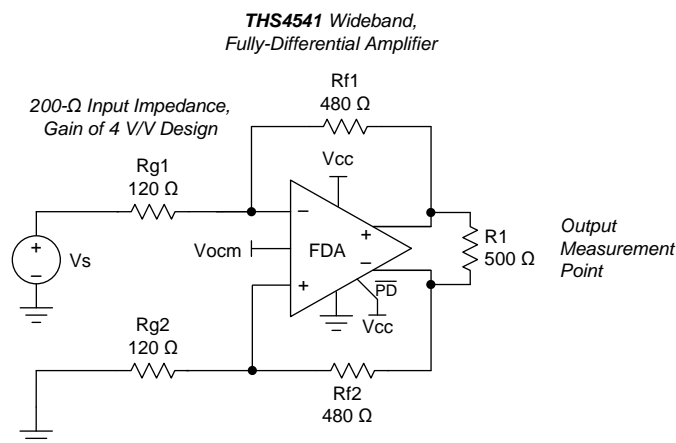 THS4541 Wideband,
Fully-Differential Amplifier
200-Ω Input Impedance,
Gain of 4 V/V Design
Rf1
480 Ω
Rg1
120 Ω
Vcc
Vocm
FDA
−
+
+
−
PD
Vcc
R1
500 Ω
Output
Measurement
Point
+
−
Vs
Rg2
120 Ω
Rf2
480 Ω